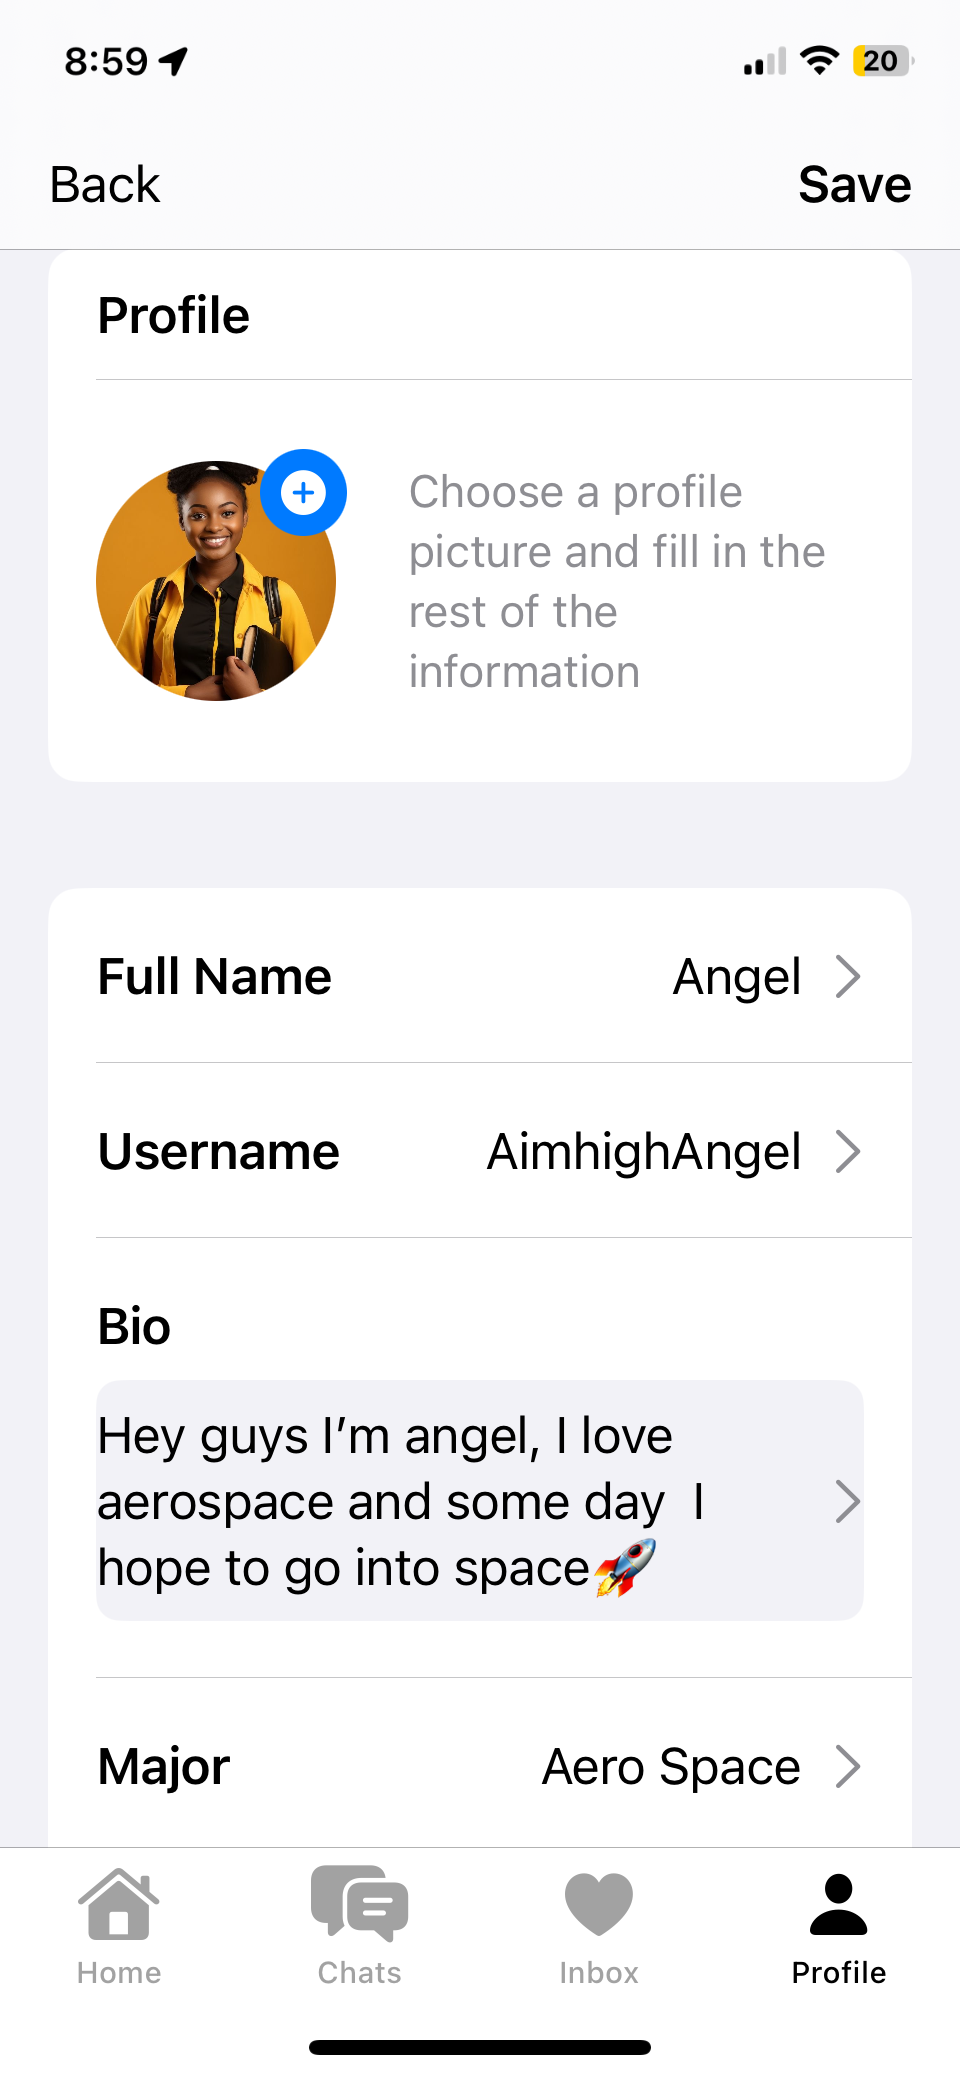 8:59
20
Back
Save
Profile
Choose a profile
picture and fill in the
rest of the
information
Full Name
Angel
Username
AimhighAngel
Bio
Hey guys I’m angel, I love
aerospace and some day  I
hope to go into space🚀
Major
Aero Space
Home
Chats
Inbox
Profile